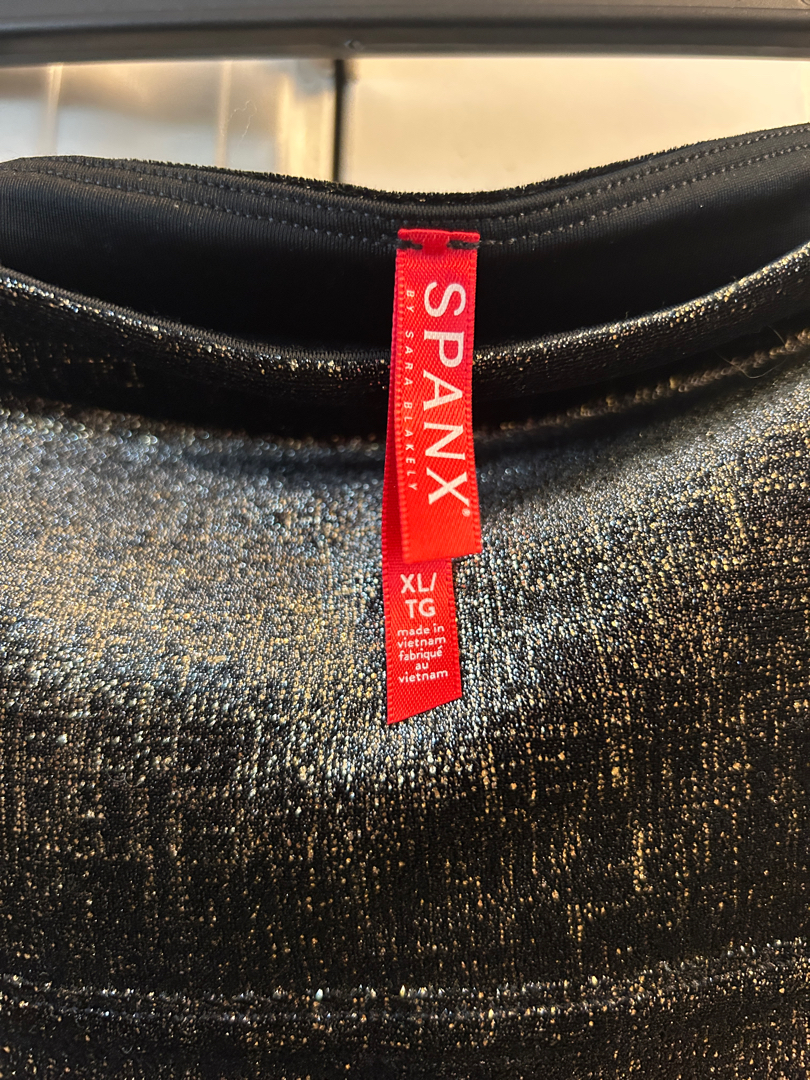 SPANX®
BY SARA BLAKELY
XL/
TG
made in
vietnam
fabriqué
au
vietnam